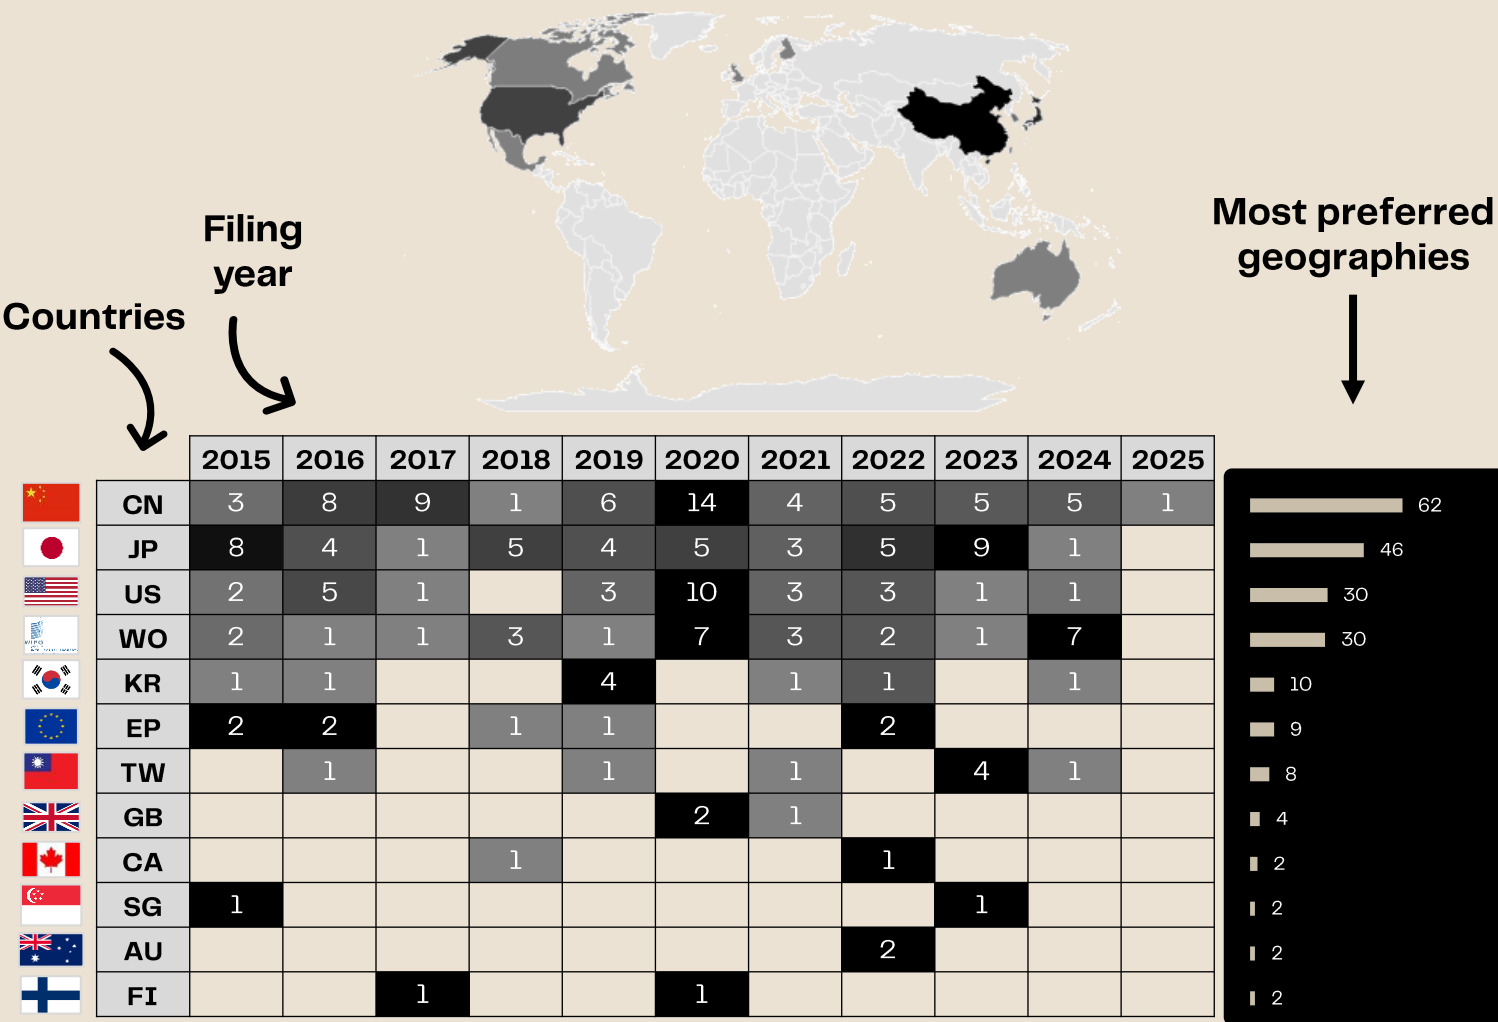 Most preferred
geographies
Filing
year
Countries
2015 2016 2017 2018 2019 2020 2021 2022 2023 2024 2025
CN 3 8 9 1 6 14 4 5 5 5 1 62
JP 8 4 1 5 4 5 3 5 9 1 46
US 2 5 1 3 10 3 3 1 1 30
WO 2 1 1 3 1 7 3 2 1 7 30
KR 1 1 4 1 1 1 10
EP 2 2 1 1 2 9
TW 1 1 1 4 1 8
GB 2 1 4
CA 1 1 2
SG 1 1 2
AU 2 2
FI 1 1 2